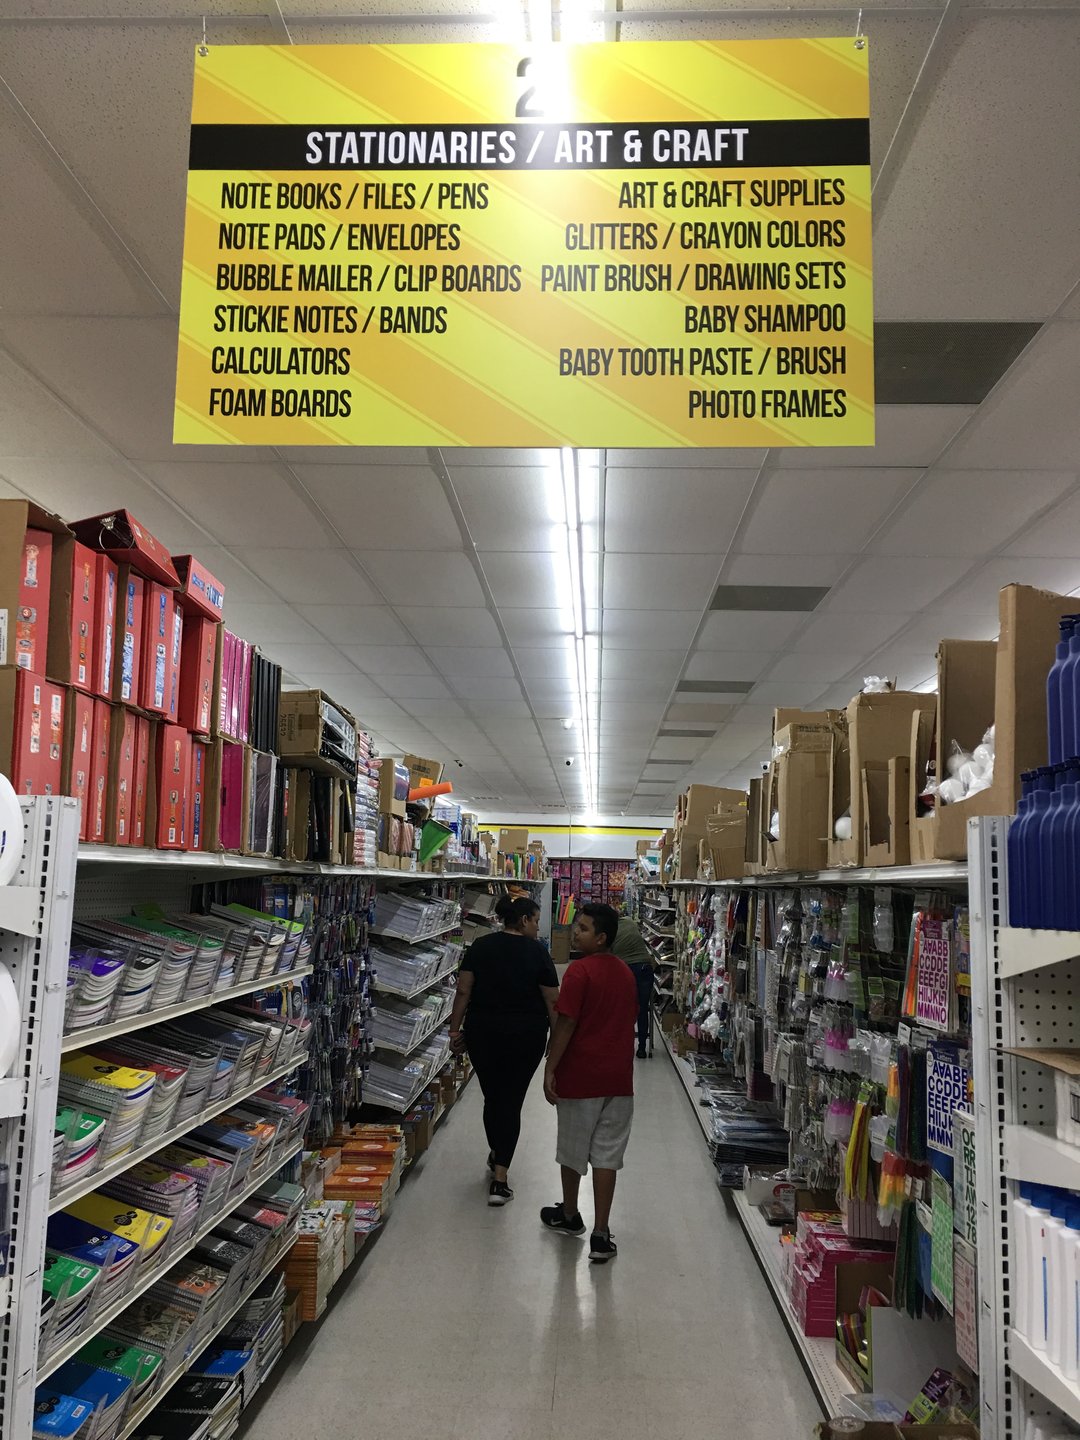 2
STATIONARIES / ART & CRAFT
NOTE BOOKS / FILES / PENS
NOTE PADS / ENVELOPES
BUBBLE MAILER / CLIP BOARDS
STICKIE NOTES / BANDS
CALCULATORS
FOAM BOARDS
ART & CRAFT SUPPLIES
GLITTERS / CRAYON COLORS
PAINT BRUSH / DRAWING SETS
BABY SHAMPOO
BABY TOOTH PASTE / BRUSH
PHOTO FRAMES